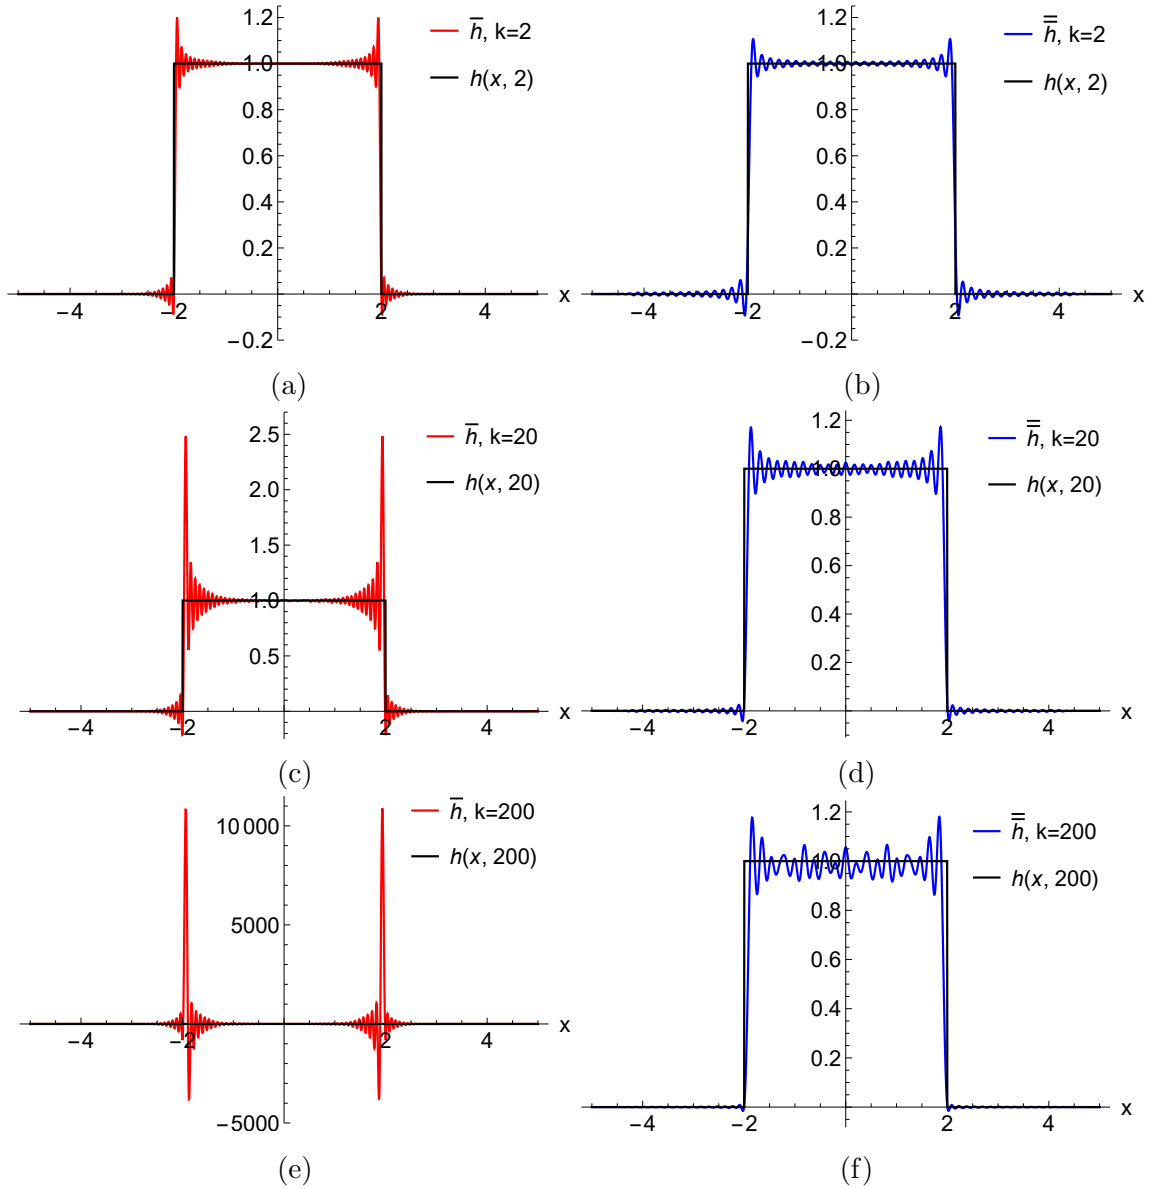 1.2
1.0
0.8
0.6
0.4
0.2
−0.2
−4
−2
2
4
x
h̅, k=2
h(x, 2)
(a)
1.2
1.0
0.8
0.6
0.4
0.2
−0.2
−4
−2
2
4
x
h̿, k=2
h(x, 2)
(b)
2.5
2.0
1.5
1.0
0.5
−4
−2
2
4
x
h̅, k=20
h(x, 20)
(c)
1.2
1.0
0.8
0.6
0.4
0.2
−4
−2
2
4
x
h̿, k=20
h(x, 20)
(d)
10 000
5000
−5000
−4
−2
2
4
x
h̅, k=200
h(x, 200)
(e)
1.2
1.0
0.8
0.6
0.4
0.2
−4
−2
2
4
x
h̿, k=200
h(x, 200)
(f)